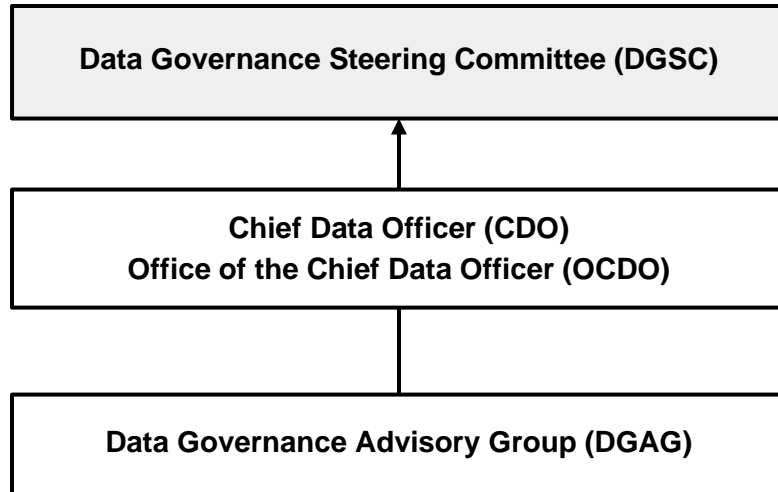 Data Governance Steering Committee (DGSC)
Chief Data Officer (CDO)
Office of the Chief Data Officer (OCDO)
Data Governance Advisory Group (DGAG)